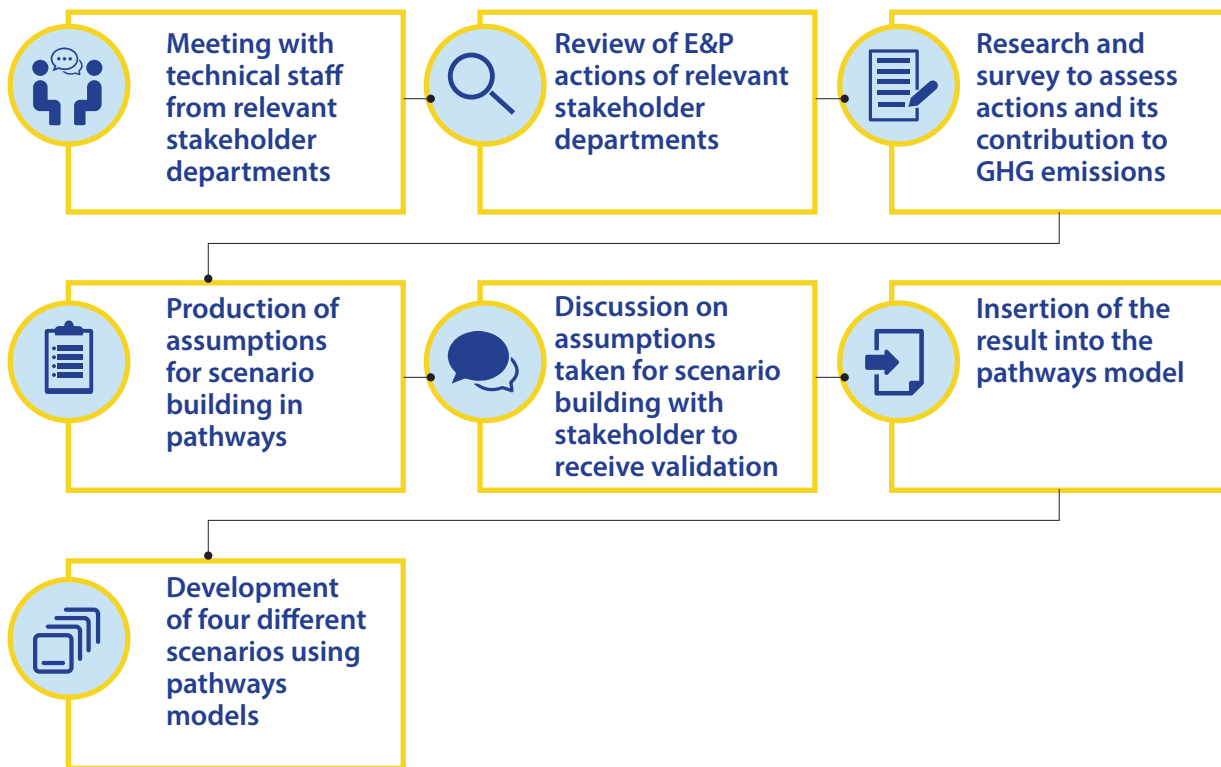 Meeting with
technical staff
from relevant
stakeholder
departments
Review of E&P
actions of relevant
stakeholder
departments
Research and
survey to assess
actions and its
contribution to
GHG emissions
Production of
assumptions
for scenario
building in
pathways
Discussion on
assumptions
taken for scenario
building with
stakeholder to
receive validation
Insertion of the
result into the
pathways model
Development
of four different
scenarios using
pathways
models